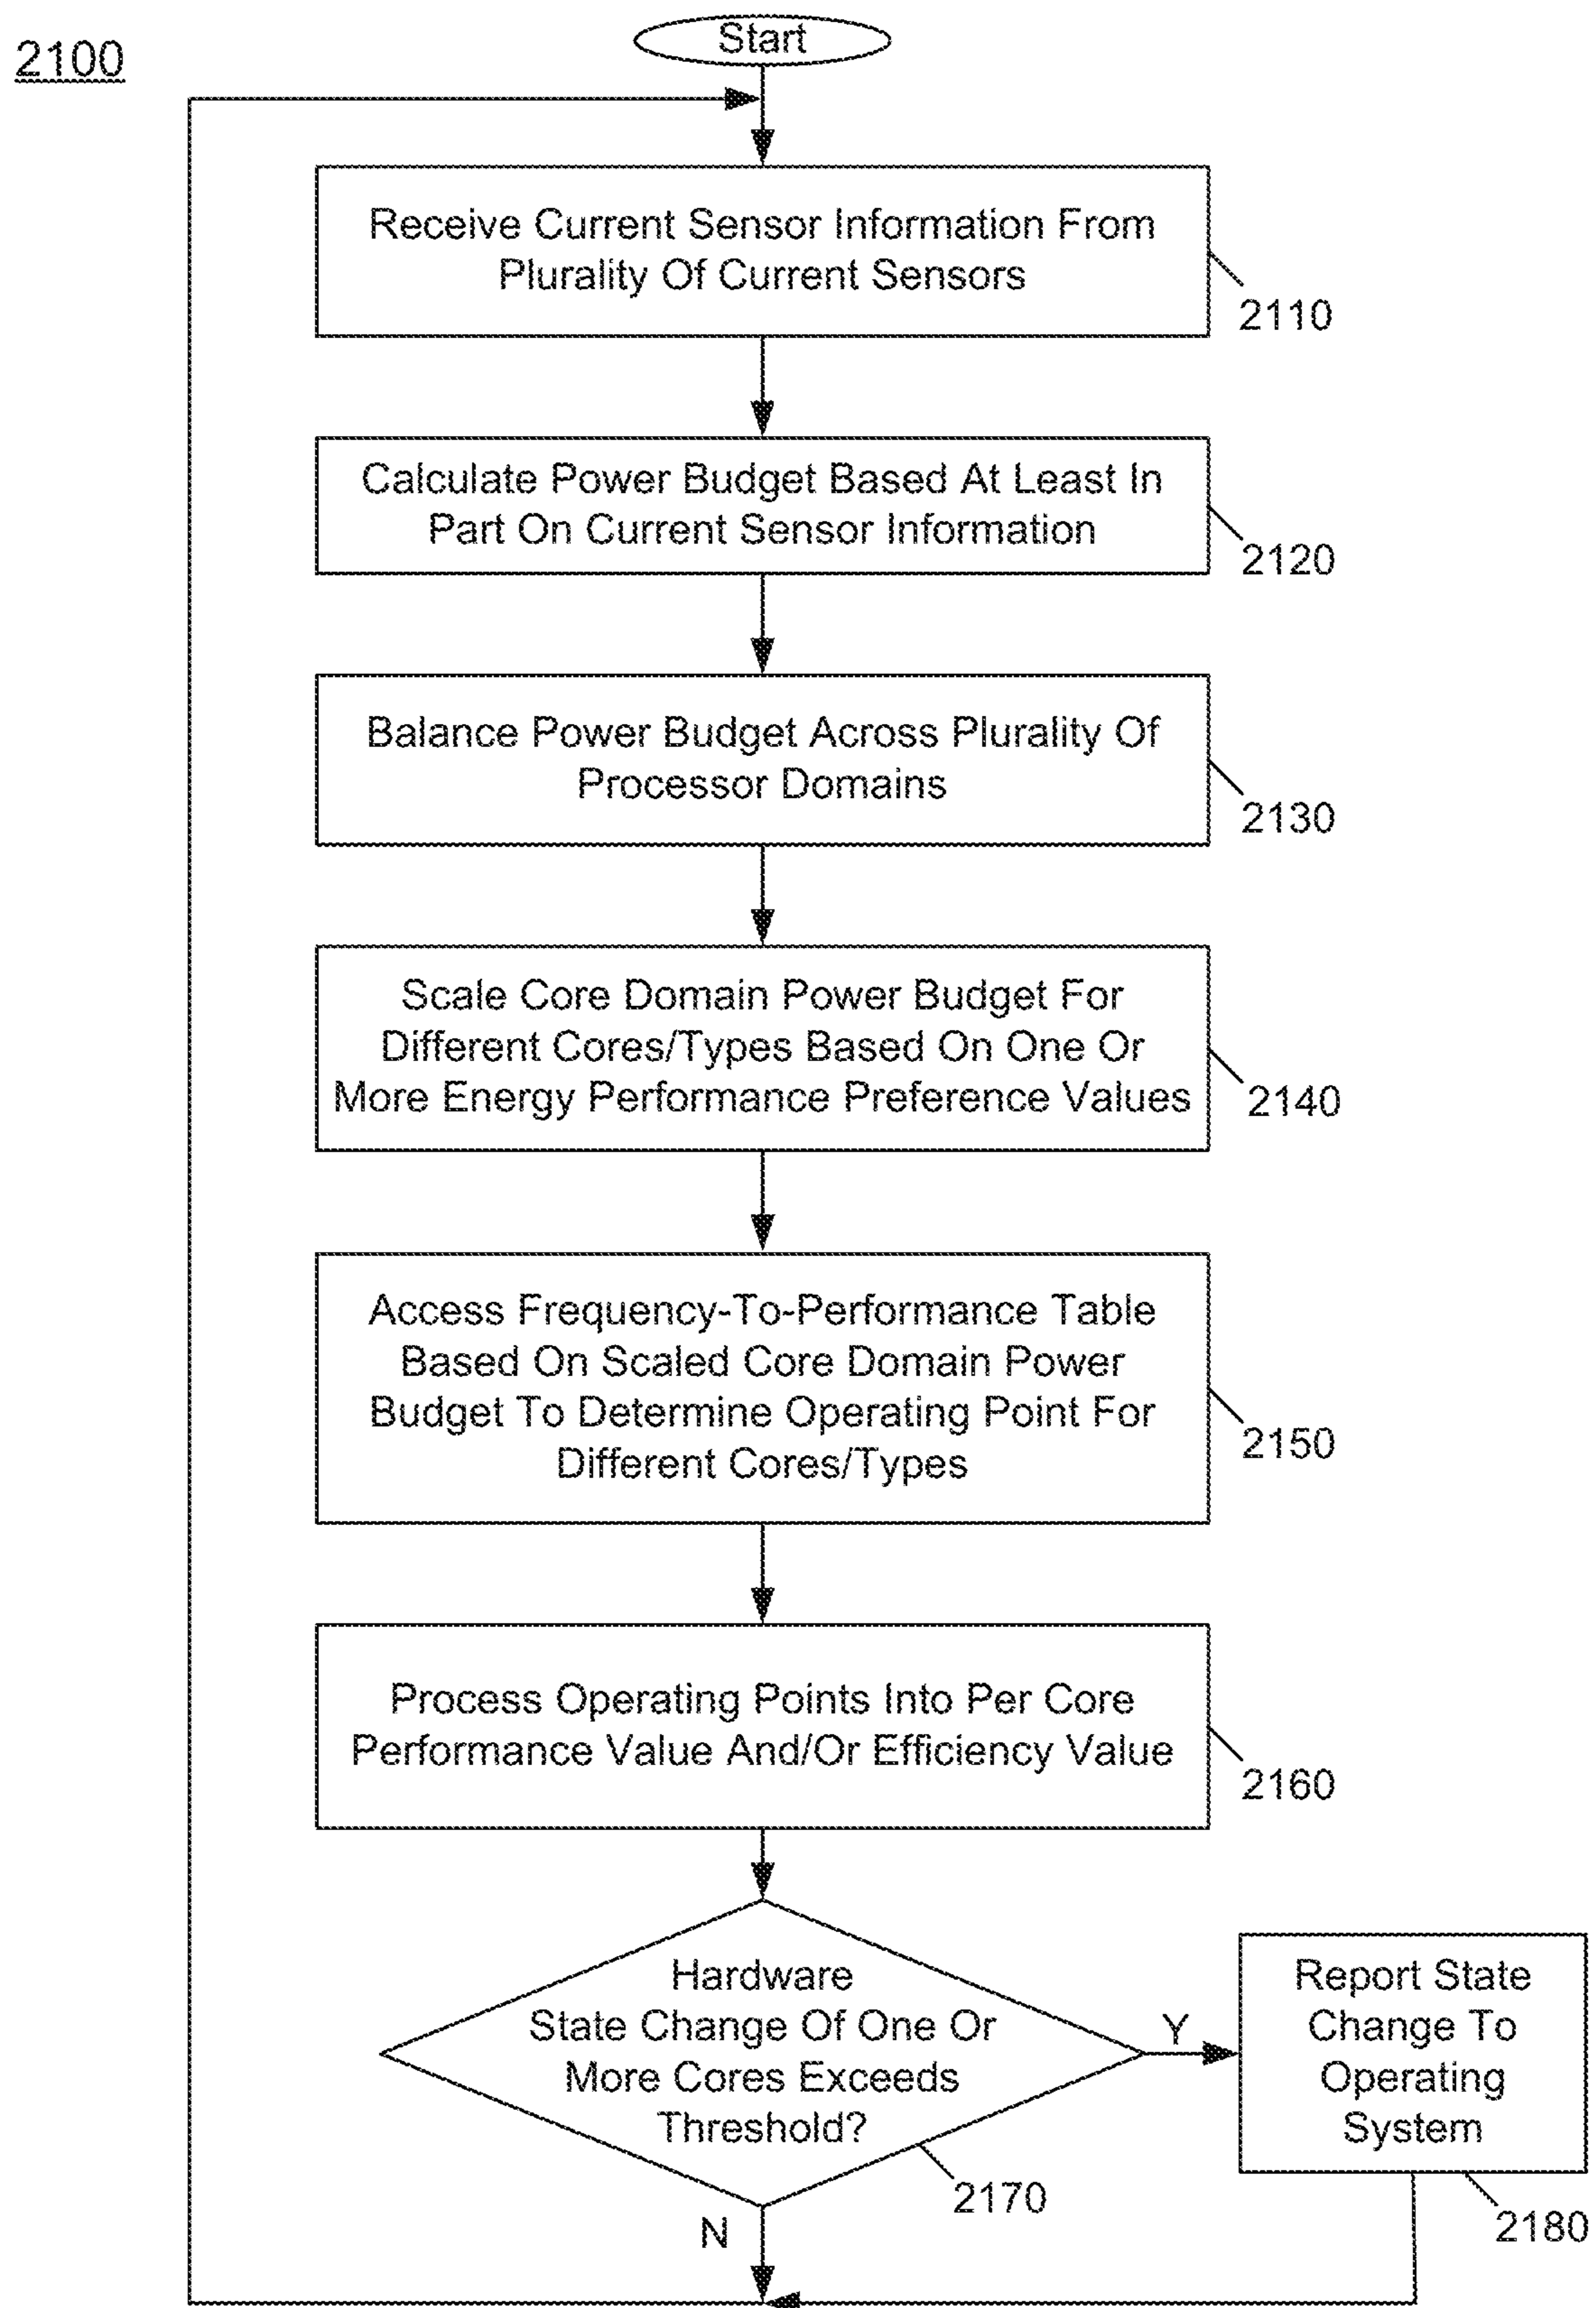 2100
Start
Receive Current Sensor Information From
Plurality Of Current Sensors
2110
Calculate Power Budget Based At Least In
Part On Current Sensor Information
2120
Balance Power Budget Across Plurality Of
Processor Domains
2130
Scale Core Domain Power Budget For
Different Cores/Types Based On One Or
More Energy Performance Preference Values
2140
Access Frequency-To-Performance Table
Based On Scaled Core Domain Power
Budget To Determine Operating Point For
Different Cores/Types
2150
Process Operating Points Into Per Core
Performance Value And/Or Efficiency Value
2160
Hardware
State Change Of One Or
More Cores Exceeds
Threshold?
2170
Y
N
Report State
Change To
Operating
System
2180